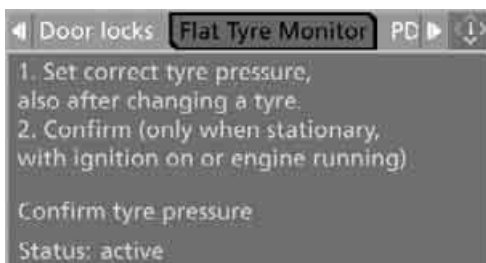 Door locks Flat Tyre Monitor PD
1. Set correct tyre pressure,
also after changing a tyre.
2. Confirm (only when stationary,
with ignition on or engine running)
Confirm tyre pressure
Status: active